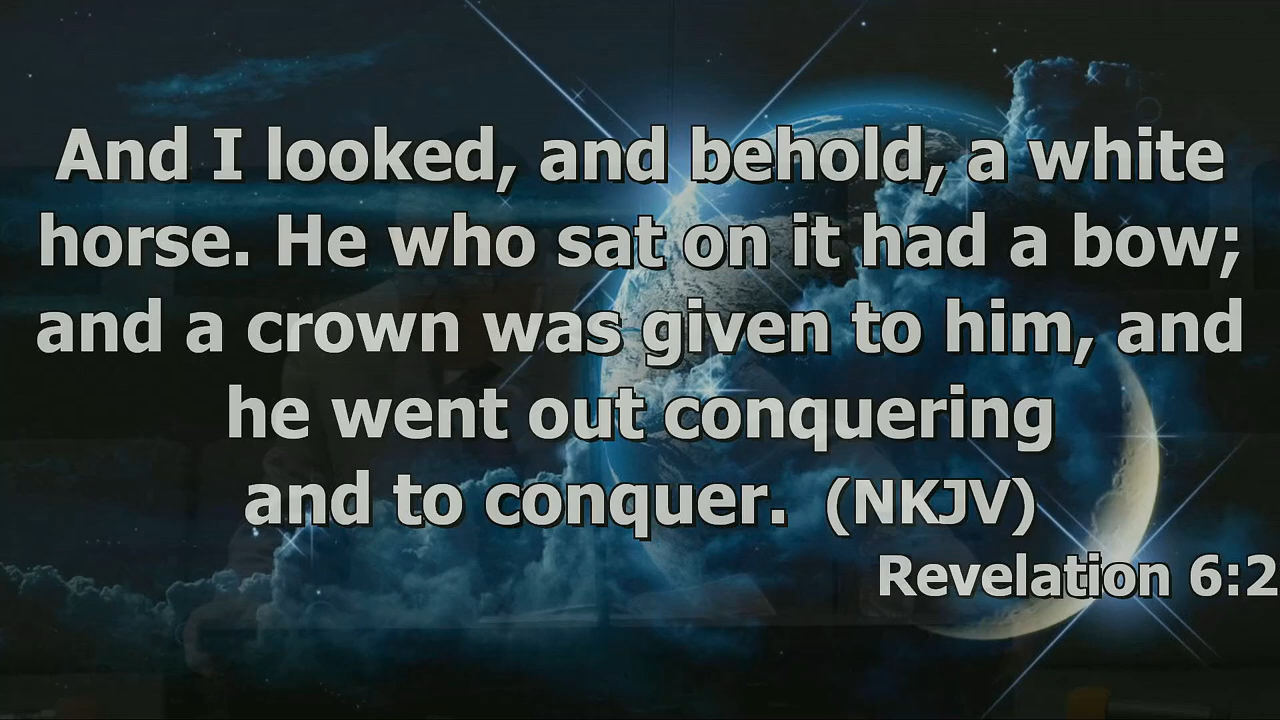 And I looked, and behold, a white
horse. He who sat on it had a bow;
and a crown was given to him, and
he went out conquering
and to conquer. (NKJV)
Revelation 6:2